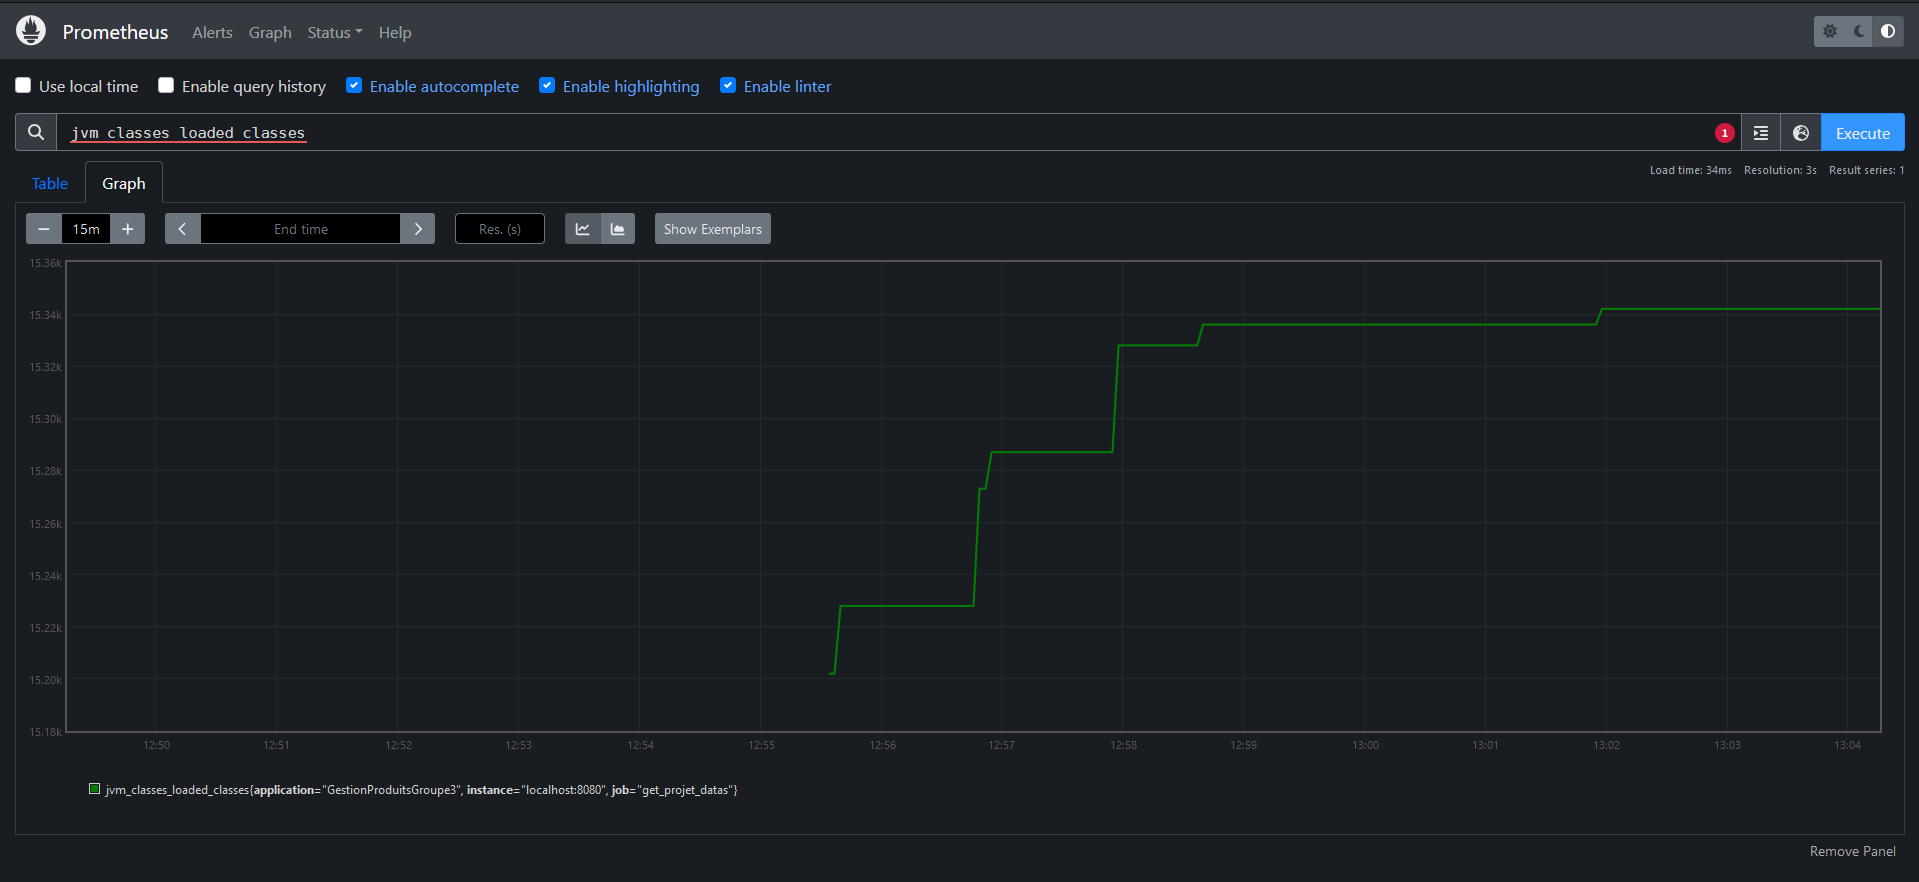 Prometheus Alerts Graph Status Help
Use local time Enable query history Enable autocomplete Enable highlighting Enable linter
jvm_classes_loaded_classes 1 Execute
Load time: 34ms Resolution: 3s Result series: 1
Table Graph
− 15m + End time Res. (s) Show Exemplars
15.36k
15.34k
15.32k
15.30k
15.28k
15.26k
15.24k
15.22k
15.20k
15.18k
12:50 12:51 12:52 12:53 12:54 12:55 12:56 12:57 12:58 12:59 13:00 13:01 13:02 13:03 13:04
jvm_classes_loaded_classes{application="GestionProduitsGroupe3", instance="localhost:8080", job="get_projet_datas"}
Remove Panel